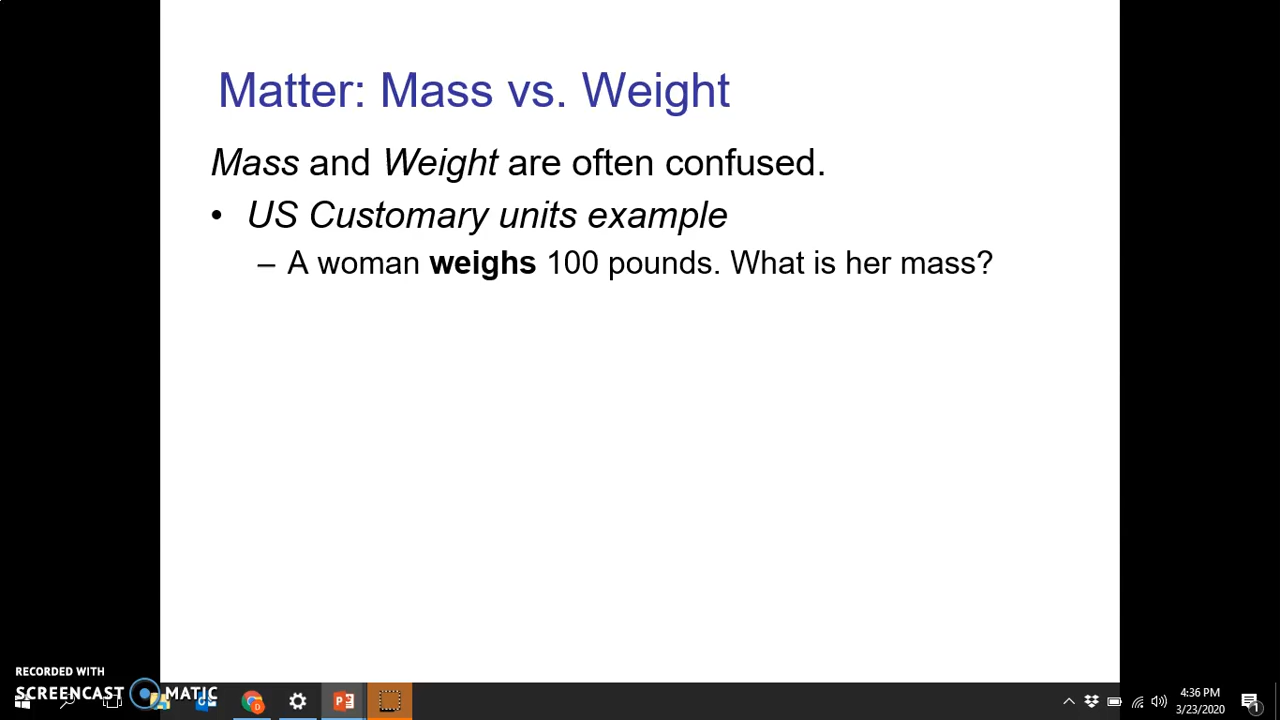 Matter: Mass vs. Weight
Mass and Weight are often confused.
• US Customary units example
– A woman weighs 100 pounds. What is her mass?
RECORDED WITH
SCREENCAST MATIC
4:36 PM
3/23/2020
1